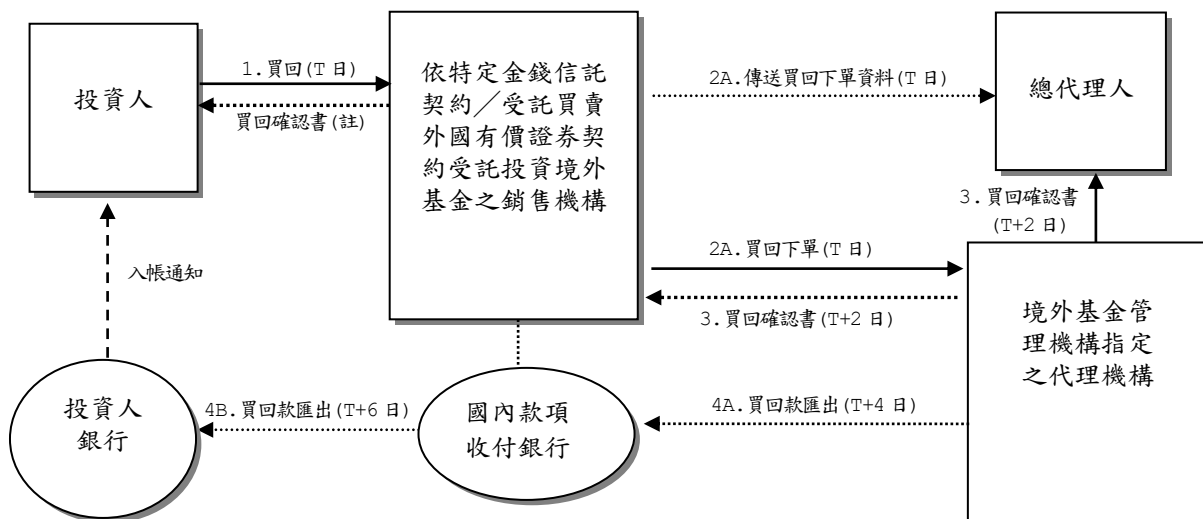 投資人
1.買回(T 日)
買回確認書(註)
依特定金錢信託
契約／受託買賣
外國有價證券契
約受託投資境外
基金之銷售機構
2A.傳送買回下單資料(T 日)
總代理人
3.買回確認書
(T+2 日)
2A.買回下單(T 日)
3.買回確認書(T+2 日)
入帳通知
境外基金管
理機構指定
之代理機構
投資人
銀行
4B.買回款匯出(T+6 日)
國內款項
收付銀行
4A.買回款匯出(T+4 日)